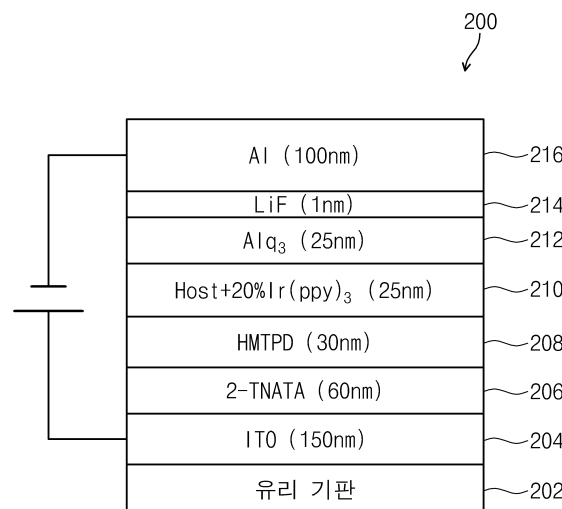 200
Al (100nm) 216
LiF (1nm) 214
Alq₃ (25nm) 212
Host+20%Ir(ppy)₃ (25nm) 210
HMTPD (30nm) 208
2-TNATA (60nm) 206
ITO (150nm) 204
유리 기판 202